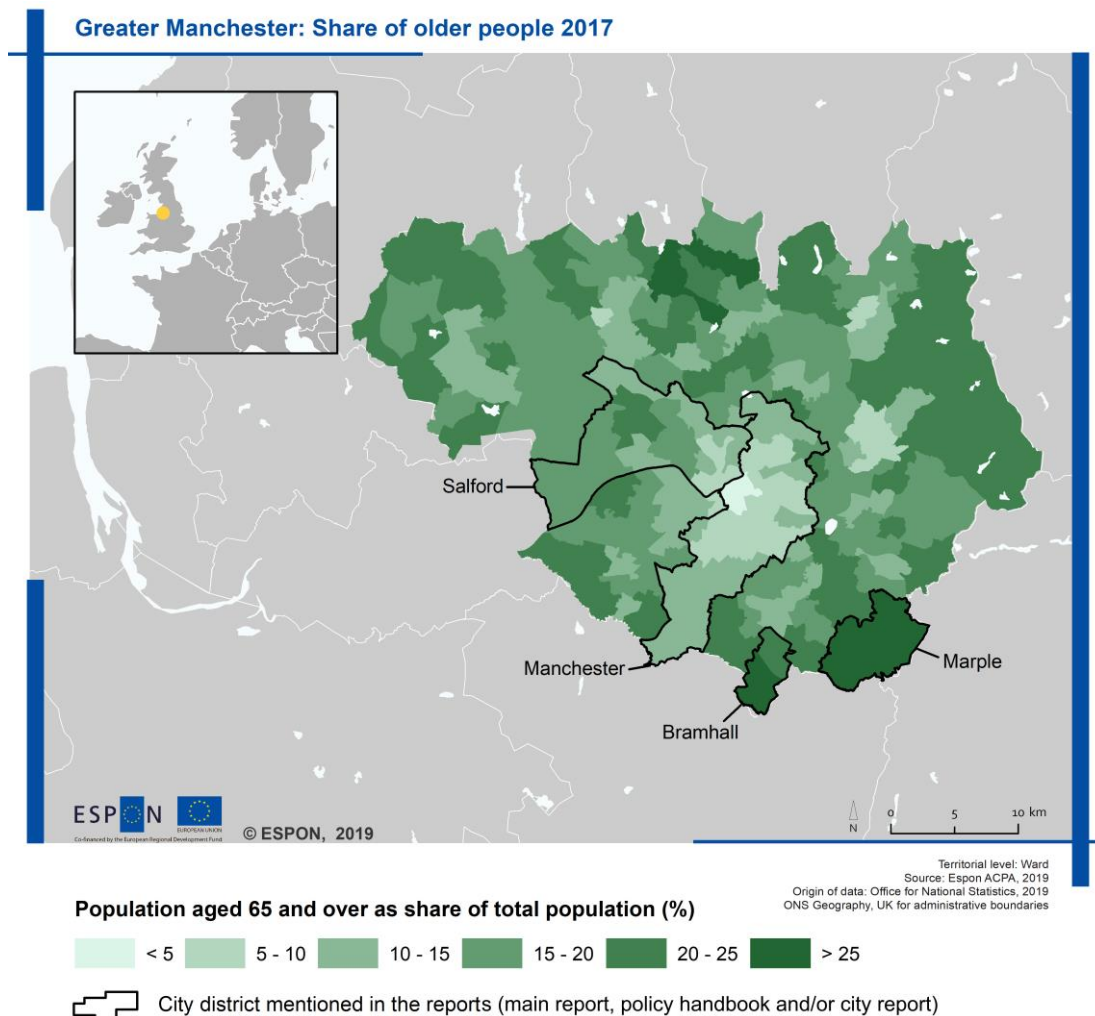 Greater Manchester: Share of older people 2017
Salford
Manchester
Bramhall
Marple
N
0 5 10 km
ESPON
EUROPEAN UNION
Co-financed by the European Regional Development Fund
© ESPON, 2019
Territorial level: Ward
Source: Espon ACPA, 2019
Origin of data: Office for National Statistics, 2019
ONS Geography, UK for administrative boundaries
Population aged 65 and over as share of total population (%)
< 5 5 - 10 10 - 15 15 - 20 20 - 25 > 25
City district mentioned in the reports (main report, policy handbook and/or city report)